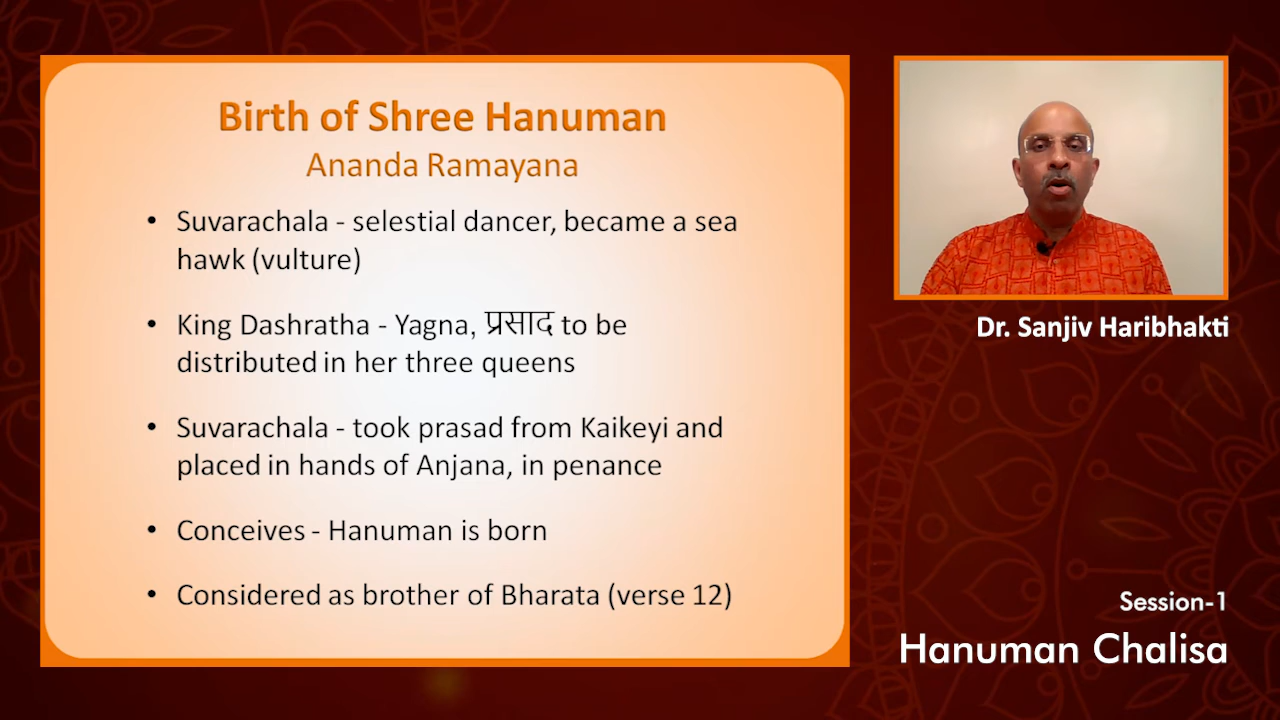 Birth of Shree Hanuman
Ananda Ramayana
• Suvarachala - selestial dancer, became a sea
hawk (vulture)
• King Dashratha - Yagna, प्रसाद to be
distributed in her three queens
• Suvarachala - took prasad from Kaikeyi and
placed in hands of Anjana, in penance
• Conceives - Hanuman is born
• Considered as brother of Bharata (verse 12)
Dr. Sanjiv Haribhakti
Session-1
Hanuman Chalisa